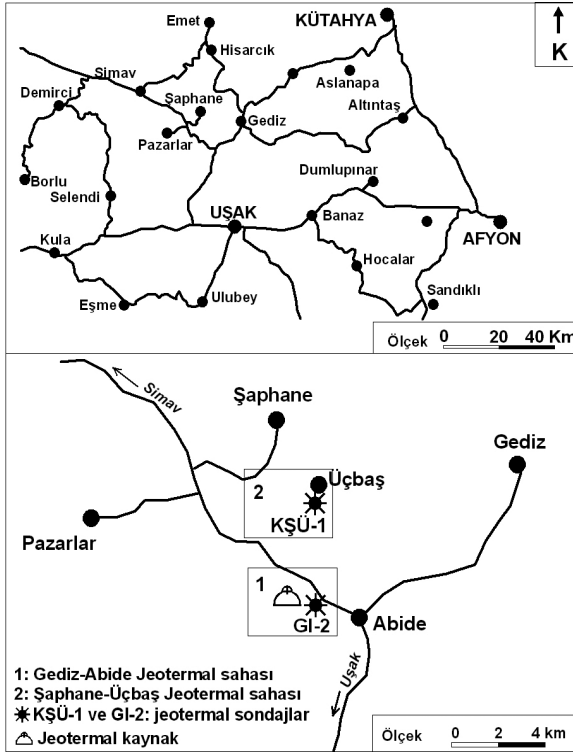 Emet
KÜTAHYA
K
Hisarcık
Simav
Aslanapa
Demirci
Şaphane
Altıntaş
Gediz
Pazarlar
Dumlupınar
Borlu
Selendi
UŞAK
Banaz
AFYON
Kula
Hocalar
Eşme
Ulubey
Sandıklı
Ölçek 0 20 40 Km
Simav
Şaphane
Gediz
2
Üçbaş
KŞÜ-1
Pazarlar
1
GI-2
Abide
Uşak
1: Gediz-Abide Jeotermal sahası
2: Şaphane-Üçbaş Jeotermal sahası
KŞÜ-1 ve GI-2: jeotermal sondajlar
Jeotermal kaynak
Ölçek 0 2 4 km